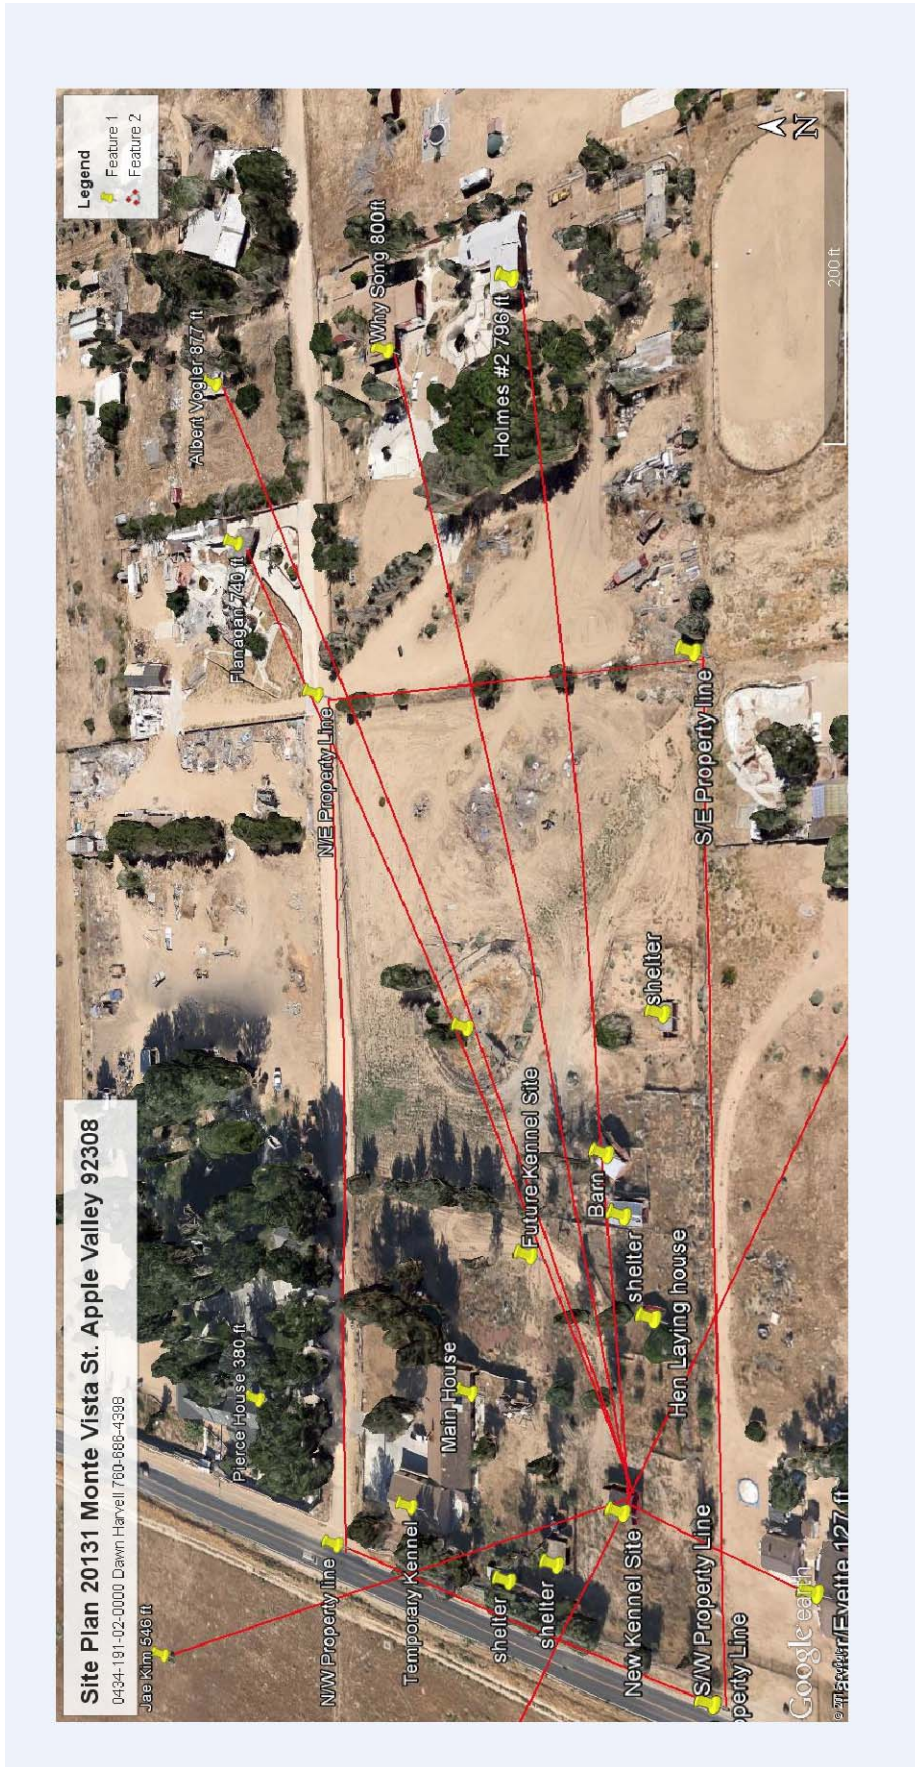 Site Plan 20131 Monte Vista St. Apple Valley 92308
0434-191-02-0000 Dawn Harvell 760-686-4398
Legend
Feature 1
Feature 2
Jae Kim 546 ft
Pierce House 380 ft
Flanagan 740 ft
Albert Vogler 877 ft
N/W Property line
N/E Property Line
Why Song 800ft
Temporary Kennel
Main House
Holmes #2 796 ft
shelter
shelter
Future Kennel Site
New Kennel Site
shelter
Barn
shelter
Hen Laying house
S/W Property Line
S/E Property line
operty Line
Google earth
127 ft
200 ft
N